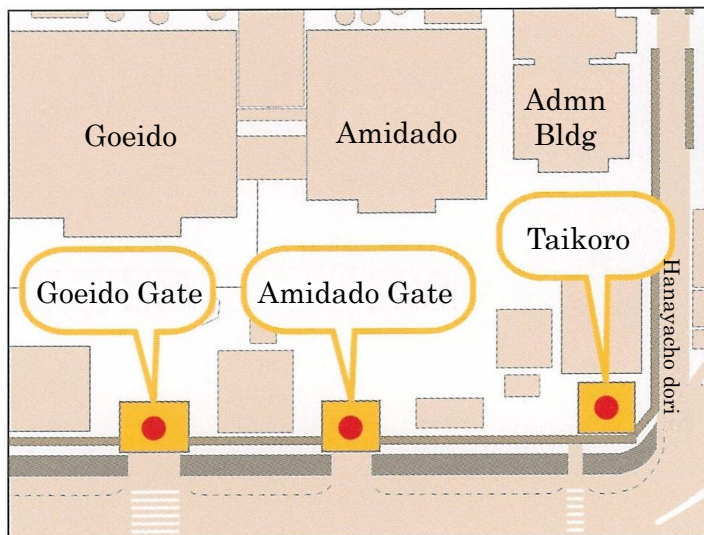 Goeido
Amidado
Admn
Bldg
Taikoro
Goeido Gate
Amidado Gate
Hanayacho dori